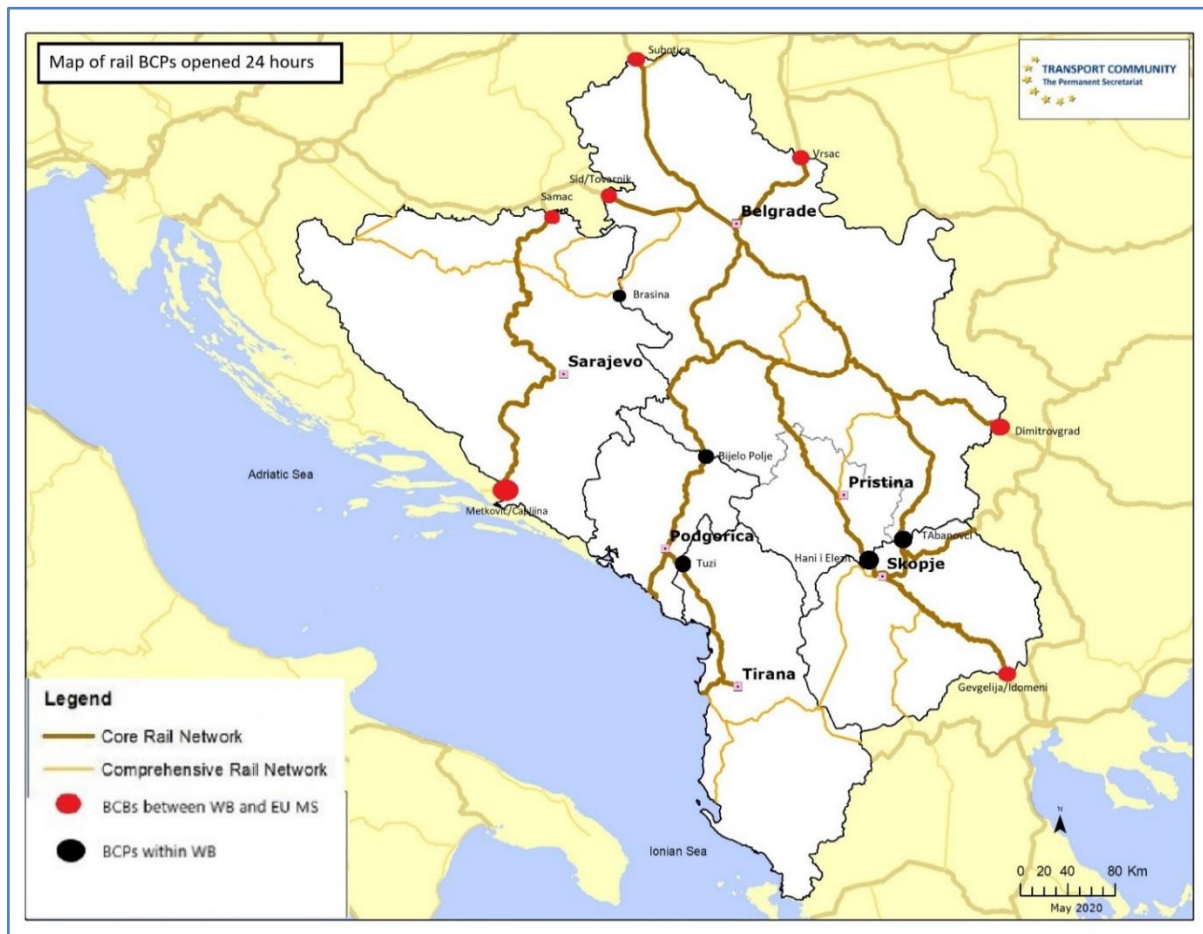 Map of rail BCPs opened 24 hours
TRANSPORT COMMUNITY
The Permanent Secretariat
Subotica
Vrsac
Sid/Tovarnik
Samac
Belgrade
Brasina
Sarajevo
Dimitrovgrad
Bijelo Polje
Adriatic Sea
Pristina
Metkovic/Capljina
TAbanovci
Podgorica
Hani i Elezit
Tuzi
Skopje
Tirana
Gevgelija/Idomeni
Legend
Core Rail Network
Comprehensive Rail Network
BCBs between WB and EU MS
BCPs within WB
Ionian Sea
N
0 20 40 80 Km
May 2020